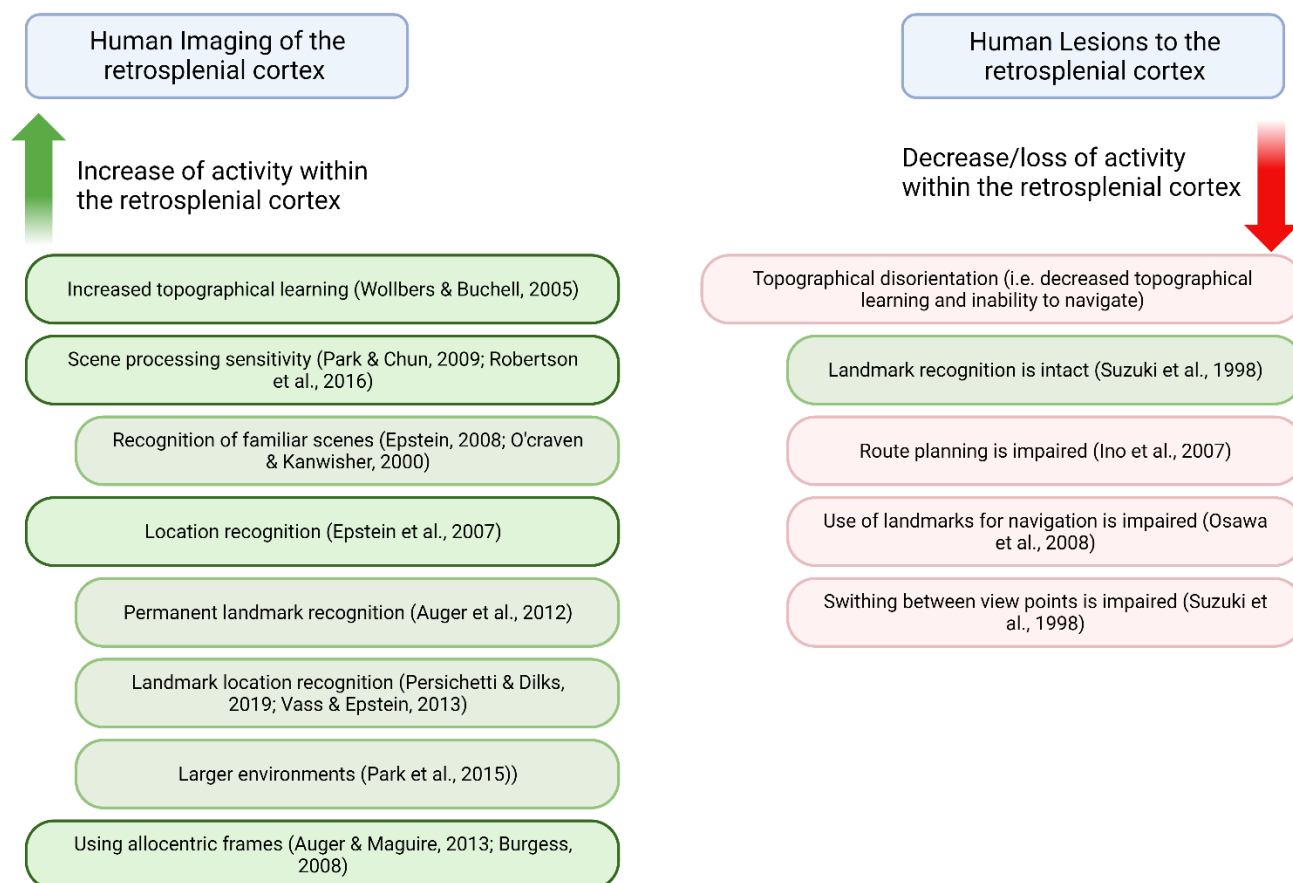 Human Imaging of the
retrosplenial cortex
Increase of activity within
the retrosplenial cortex
Increased topographical learning (Wollbers & Buchell, 2005)
Scene processing sensitivity (Park & Chun, 2009; Robertson
et al., 2016)
Recognition of familiar scenes (Epstein, 2008; O'craven
& Kanwisher, 2000)
Location recognition (Epstein et al., 2007)
Permanent landmark recognition (Auger et al., 2012)
Landmark location recognition (Persichetti & Dilks,
2019; Vass & Epstein, 2013)
Larger environments (Park et al., 2015))
Using allocentric frames (Auger & Maguire, 2013; Burgess,
2008)
Human Lesions to the
retrosplenial cortex
Decrease/loss of activity
within the retrosplenial cortex
Topographical disorientation (i.e. decreased topographical
learning and inability to navigate)
Landmark recognition is intact (Suzuki et al., 1998)
Route planning is impaired (Ino et al., 2007)
Use of landmarks for navigation is impaired (Osawa
et al., 2008)
Swithing between view points is impaired (Suzuki et
al., 1998)